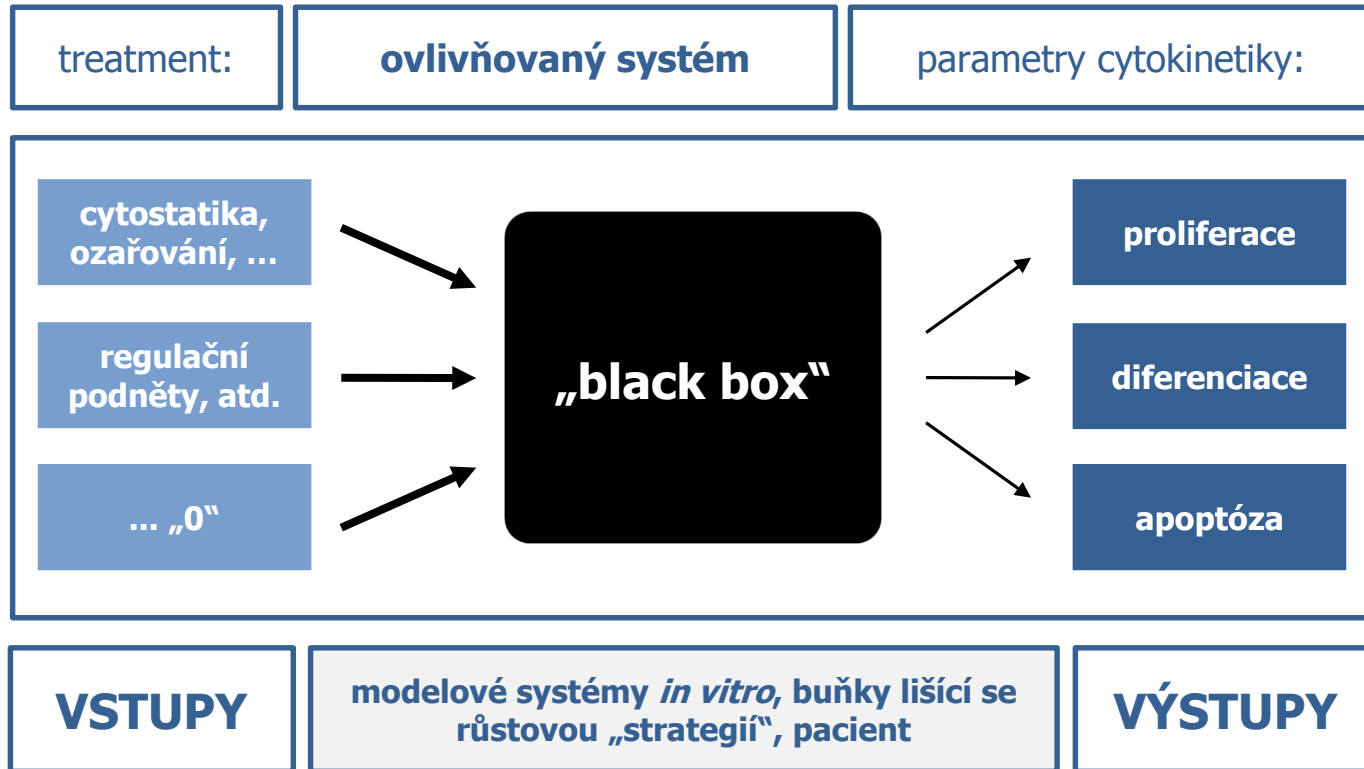 treatment:
ovlivňovaný systém
parametry cytokinetiky:
cytostatika,
ozařování, ...
regulační
podněty, atd.
... „0“
„black box“
proliferace
diferenciace
apoptóza
VSTUPY
modelové systémy in vitro, buňky lišící se
růstovou „strategií“, pacient
VÝSTUPY